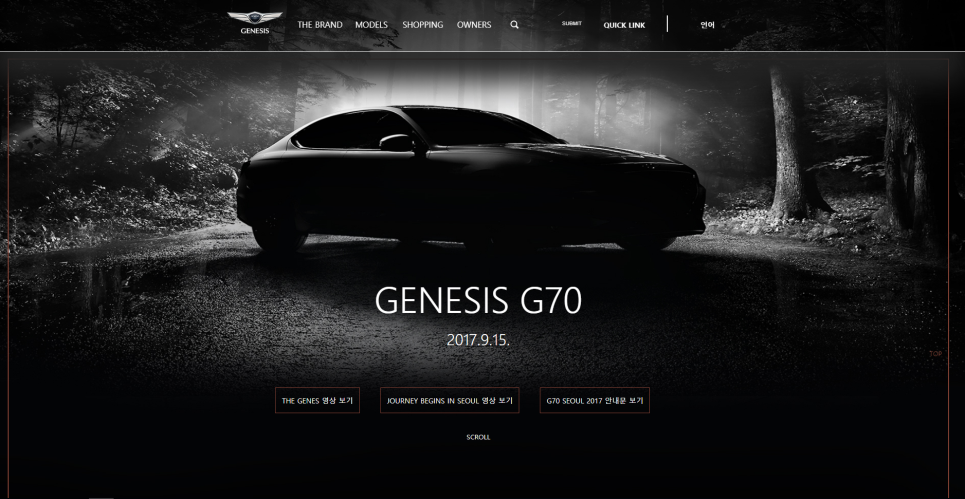 GENESIS
THE BRAND MODELS SHOPPING OWNERS SUBMIT QUICK LINK 언어
GENESIS G70
2017.9.15.
TOP
THE GENES 영상 보기 JOURNEY BEGINS IN SEOUL 영상 보기 G70 SEOUL 2017 안내문 보기
SCROLL